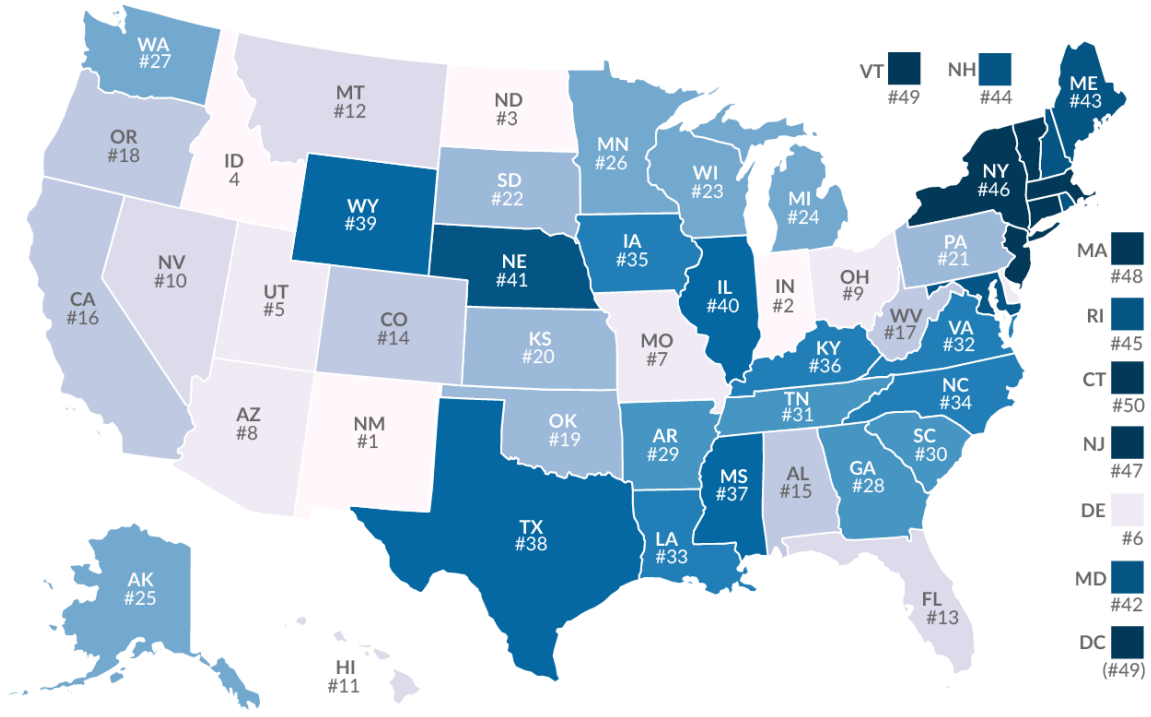 WA
#27
VT
#49
NH
#44
ME
#43
MT
#12
ND
#3
OR
#18
ID
4
MN
#26
WI
#23
MI
#24
NY
#46
SD
#22
WY
#39
IA
#35
PA
#21
MA
#48
NE
#41
NV
#10
UT
#5
CA
#16
CO
#14
IL
#40
IN
#2
OH
#9
WV
#17
VA
#32
RI
#45
KS
#20
MO
#7
KY
#36
CT
#50
NC
#34
TN
#31
AZ
#8
NM
#1
OK
#19
AR
#29
SC
#30
NJ
#47
MS
#37
AL
#15
GA
#28
DE
#6
TX
#38
LA
#33
AK
#25
MD
#42
FL
#13
HI
#11
DC
(#49)